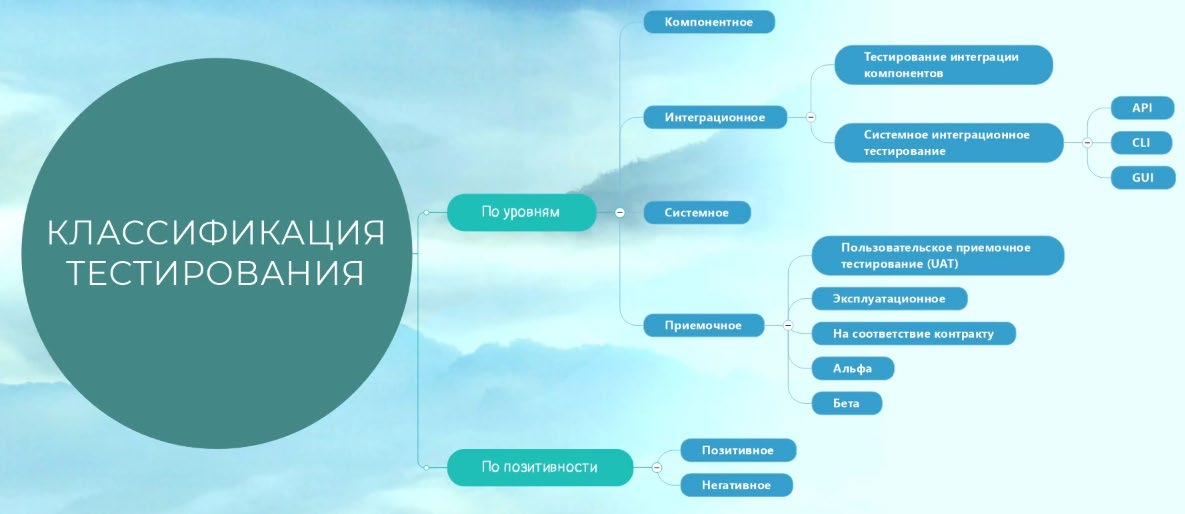 КЛАССИФИКАЦИЯ
ТЕСТИРОВАНИЯ
По уровням
Компонентное
Интеграционное
Тестирование интеграции
компонентов
Системное интеграционное
тестирование
API
CLI
GUI
Системное
Приемочное
Пользовательское приемочное
тестирование (UAT)
Эксплуатационное
На соответствие контракту
Альфа
Бета
По позитивности
Позитивное
Негативное